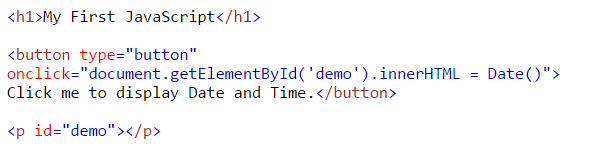 <h1>My First JavaScript</h1>
<button type="button"
onclick="document.getElementById('demo').innerHTML = Date()">
Click me to display Date and Time.</button>
<p id="demo"></p>